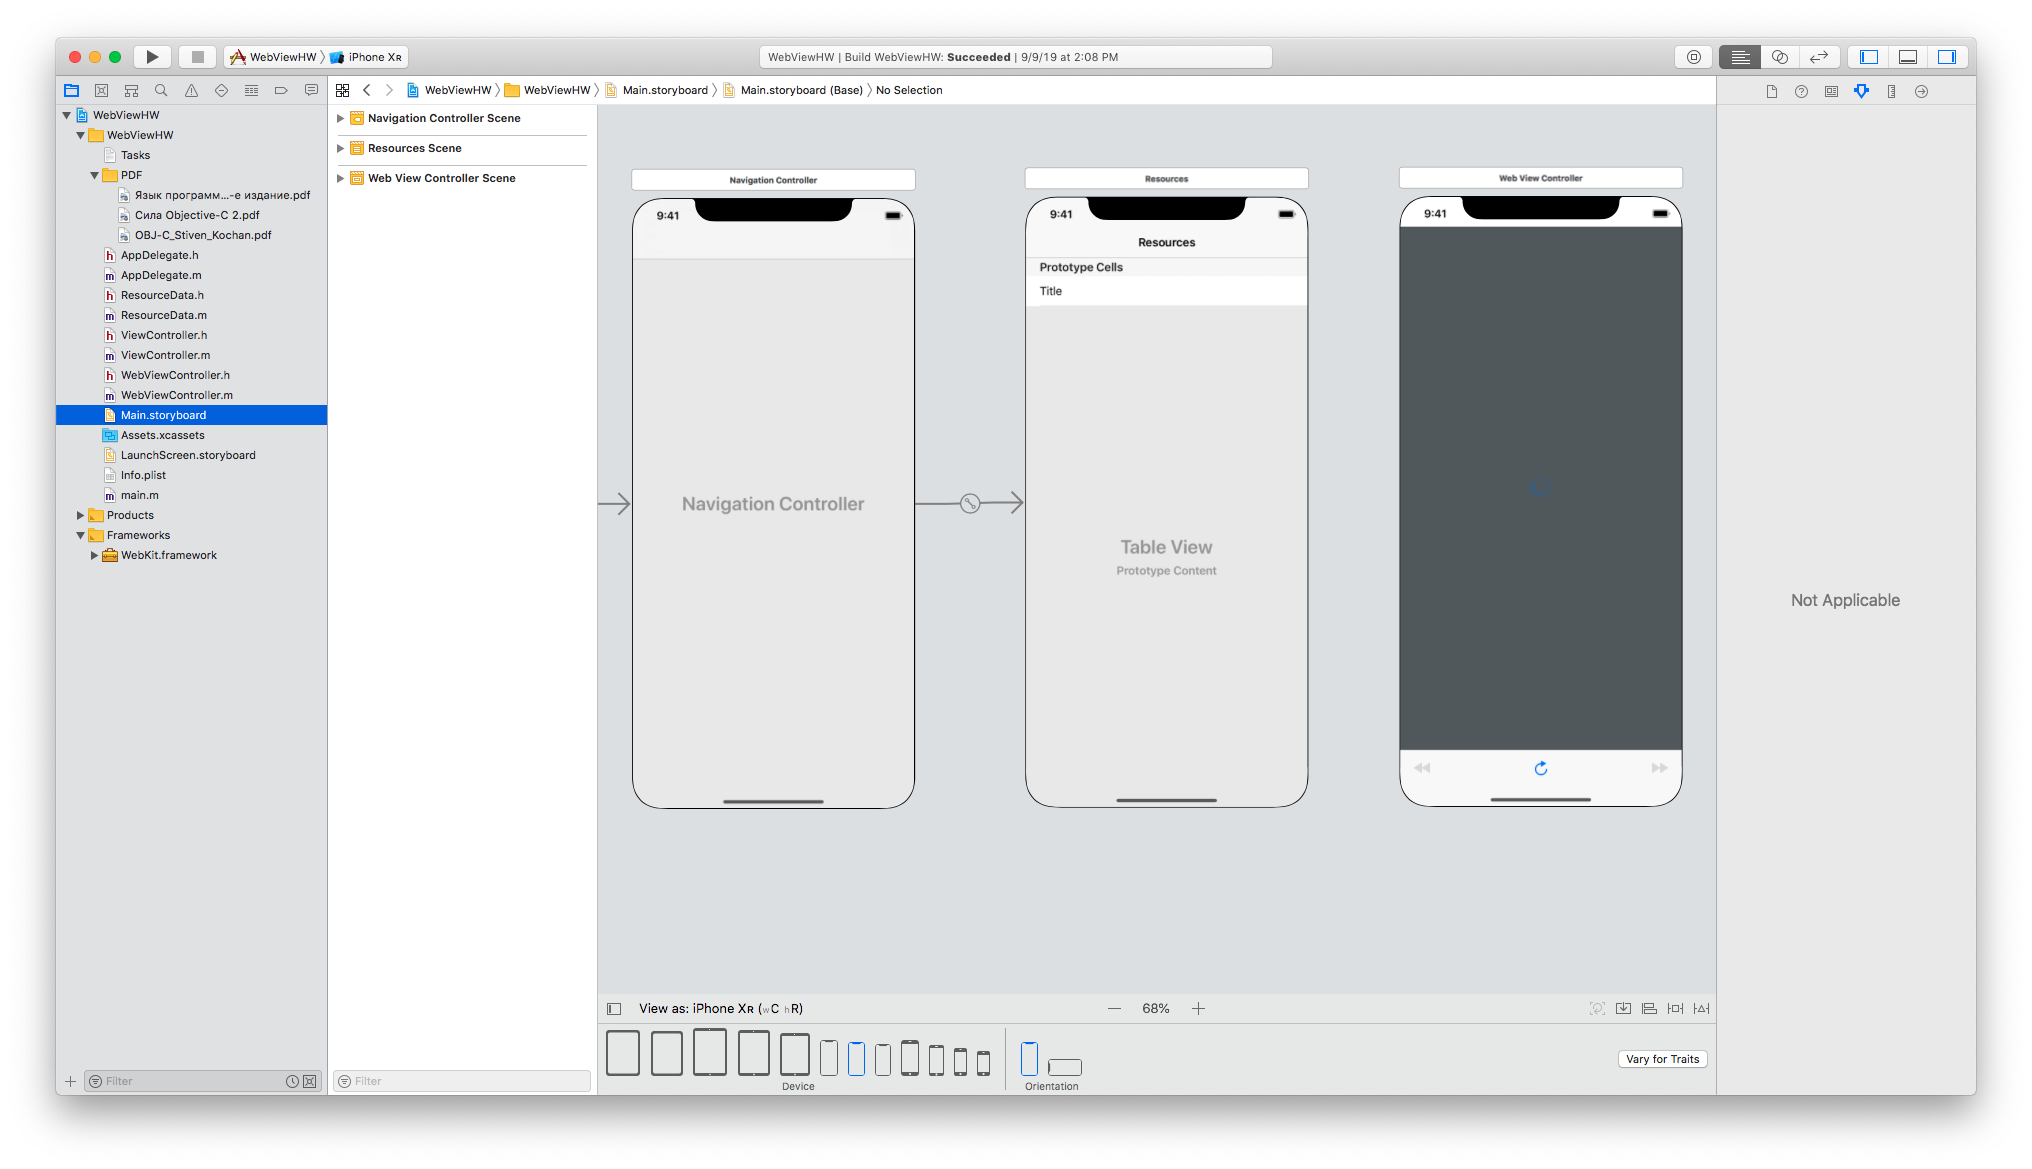 WebViewHW
iPhone XR
WebViewHW | Build WebViewHW: Succeeded | 9/9/19 at 2:08 PM
WebViewHW
WebViewHW
Main.storyboard
Main.storyboard (Base)
No Selection
WebViewHW
WebViewHW
Tasks
PDF
Язык программ...-е издание.pdf
Сила Objective-C 2.pdf
OBJ-C_Stiven_Kochan.pdf
AppDelegate.h
AppDelegate.m
ResourceData.h
ResourceData.m
ViewController.h
ViewController.m
WebViewController.h
WebViewController.m
Main.storyboard
Assets.xcassets
LaunchScreen.storyboard
Info.plist
main.m
Products
Frameworks
WebKit.framework
Filter
Navigation Controller Scene
Resources Scene
Web View Controller Scene
Filter
Navigation Controller
9:41
Navigation Controller
Resources
9:41
Resources
Prototype Cells
Title
Table View
Prototype Content
Web View Controller
9:41
Not Applicable
View as: iPhone XR (wC hR)
68%
Device
Orientation
Vary for Traits